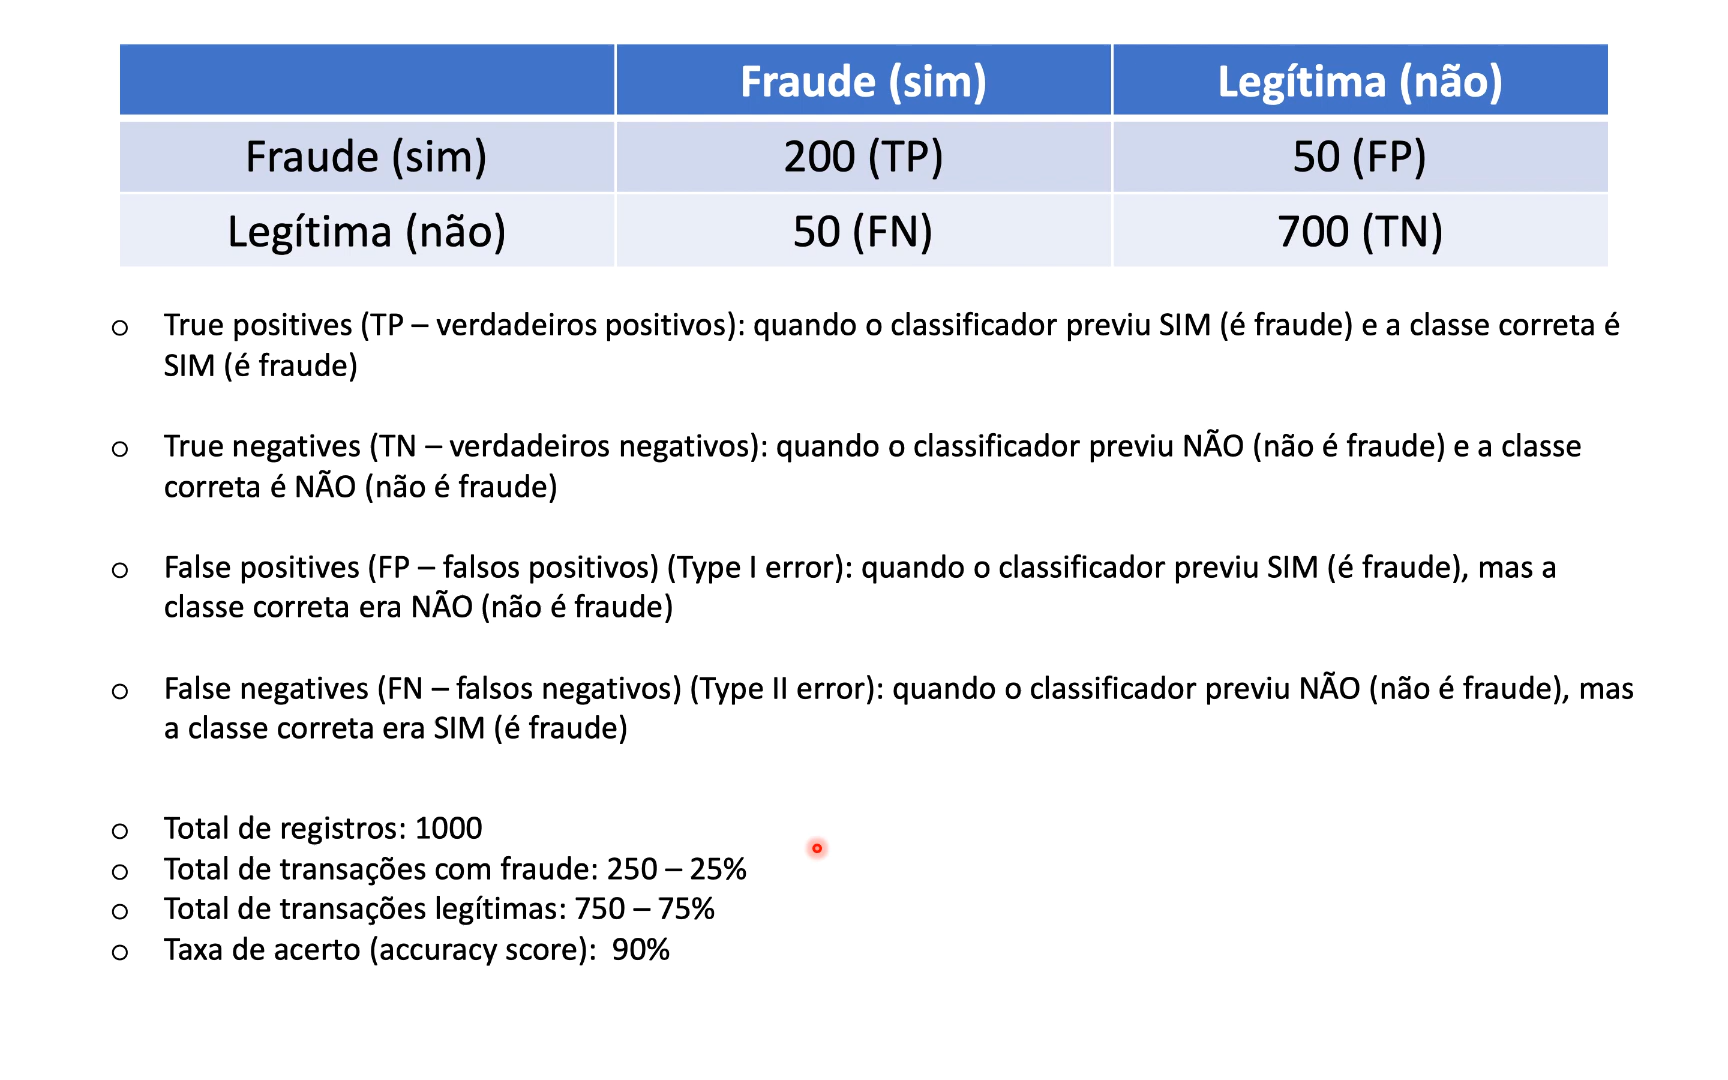 Fraude (sim) Legítima (não)
Fraude (sim) 200 (TP) 50 (FP)
Legítima (não) 50 (FN) 700 (TN)
o True positives (TP – verdadeiros positivos): quando o classificador previu SIM (é fraude) e a classe correta é
SIM (é fraude)
o True negatives (TN – verdadeiros negativos): quando o classificador previu NÃO (não é fraude) e a classe
correta é NÃO (não é fraude)
o False positives (FP – falsos positivos) (Type I error): quando o classificador previu SIM (é fraude), mas a
classe correta era NÃO (não é fraude)
o False negatives (FN – falsos negativos) (Type II error): quando o classificador previu NÃO (não é fraude), mas
a classe correta era SIM (é fraude)
o Total de registros: 1000
o Total de transações com fraude: 250 – 25%
o Total de transações legítimas: 750 – 75%
o Taxa de acerto (accuracy score): 90%